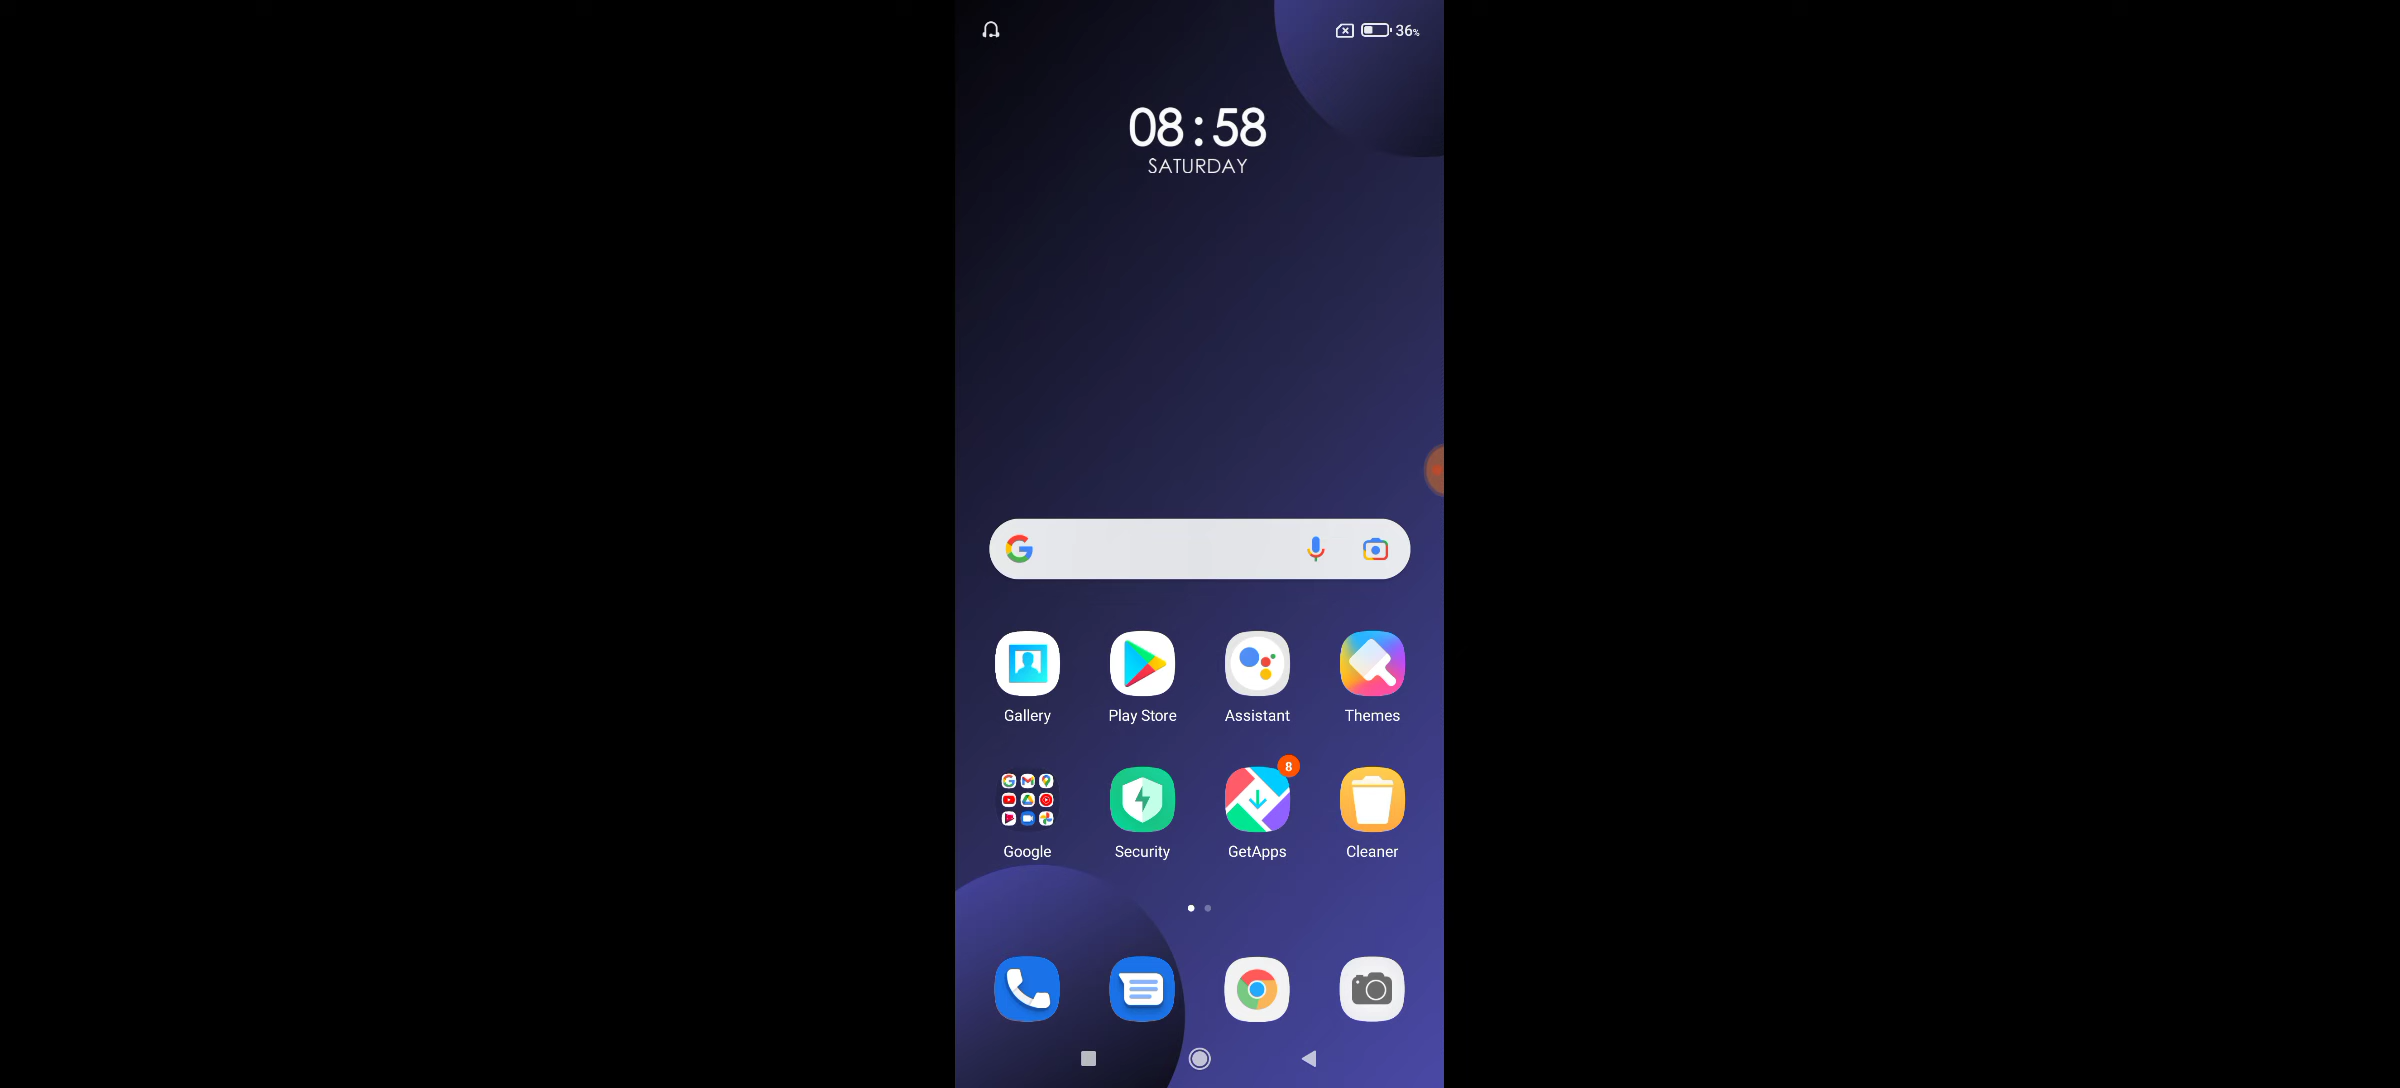 36%
08:58
SATURDAY
Gallery
Play Store
Assistant
Themes
8
Google
Security
GetApps
Cleaner